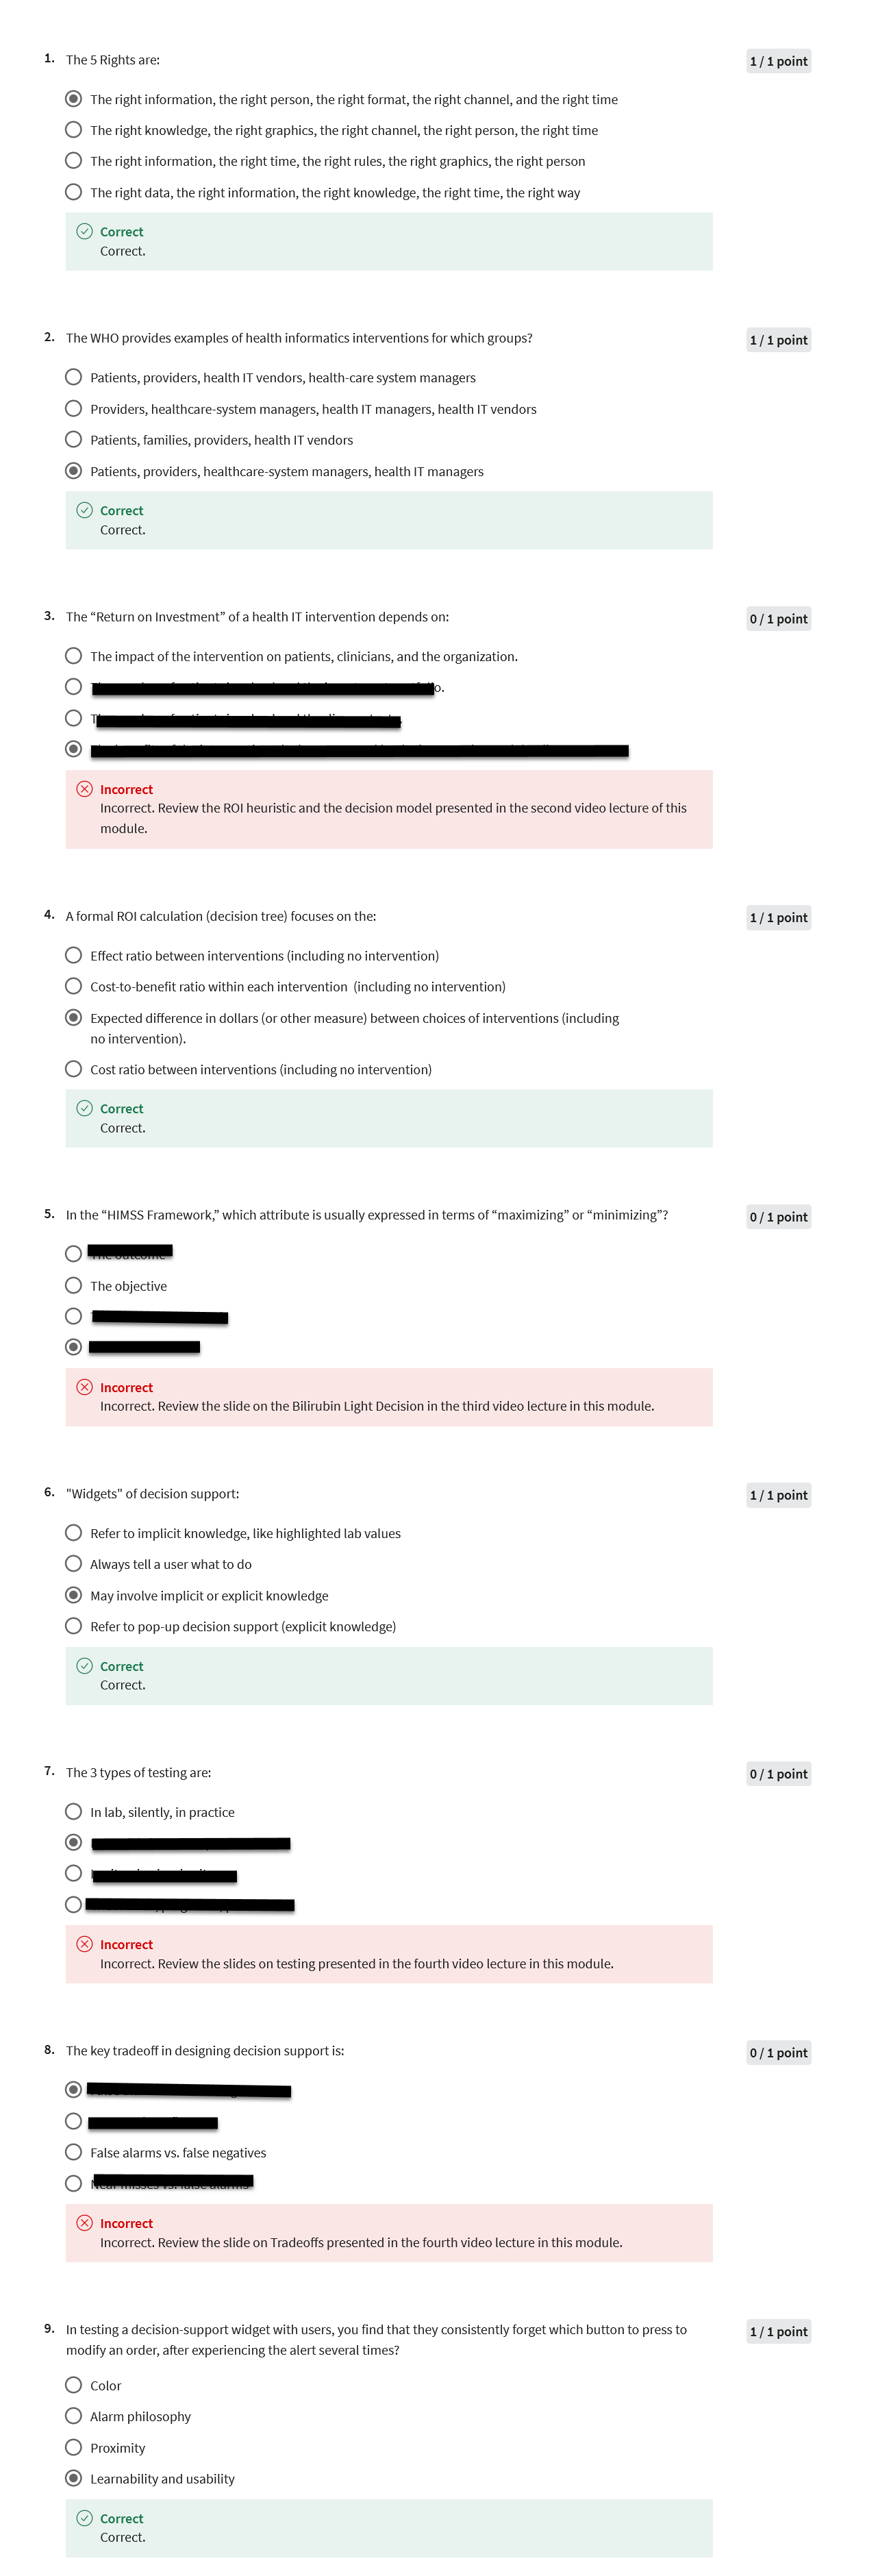 1. The 5 Rights are:
1 / 1 point
The right information, the right person, the right format, the right channel, and the right time
The right knowledge, the right graphics, the right channel, the right person, the right time
The right information, the right time, the right rules, the right graphics, the right person
The right data, the right information, the right knowledge, the right time, the right way
Correct
Correct.
2. The WHO provides examples of health informatics interventions for which groups?
1 / 1 point
Patients, providers, health IT vendors, health-care system managers
Providers, healthcare-system managers, health IT managers, health IT vendors
Patients, families, providers, health IT vendors
Patients, providers, healthcare-system managers, health IT managers
Correct
Correct.
3. The “Return on Investment” of a health IT intervention depends on:
0 / 1 point
The impact of the intervention on patients, clinicians, and the organization.
Incorrect
Incorrect. Review the ROI heuristic and the decision model presented in the second video lecture of this
module.
4. A formal ROI calculation (decision tree) focuses on the:
1 / 1 point
Effect ratio between interventions (including no intervention)
Cost-to-benefit ratio within each intervention (including no intervention)
Expected difference in dollars (or other measure) between choices of interventions (including
no intervention).
Cost ratio between interventions (including no intervention)
Correct
Correct.
5. In the “HIMSS Framework,” which attribute is usually expressed in terms of “maximizing” or “minimizing”?
0 / 1 point
The objective
Incorrect
Incorrect. Review the slide on the Bilirubin Light Decision in the third video lecture in this module.
6. "Widgets" of decision support:
1 / 1 point
Refer to implicit knowledge, like highlighted lab values
Always tell a user what to do
May involve implicit or explicit knowledge
Refer to pop-up decision support (explicit knowledge)
Correct
Correct.
7. The 3 types of testing are:
0 / 1 point
In lab, silently, in practice
Incorrect
Incorrect. Review the slides on testing presented in the fourth video lecture in this module.
8. The key tradeoff in designing decision support is:
0 / 1 point
False alarms vs. false negatives
Incorrect
Incorrect. Review the slide on Tradeoffs presented in the fourth video lecture in this module.
9. In testing a decision-support widget with users, you find that they consistently forget which button to press to
modify an order, after experiencing the alert several times?
1 / 1 point
Color
Alarm philosophy
Proximity
Learnability and usability
Correct
Correct.